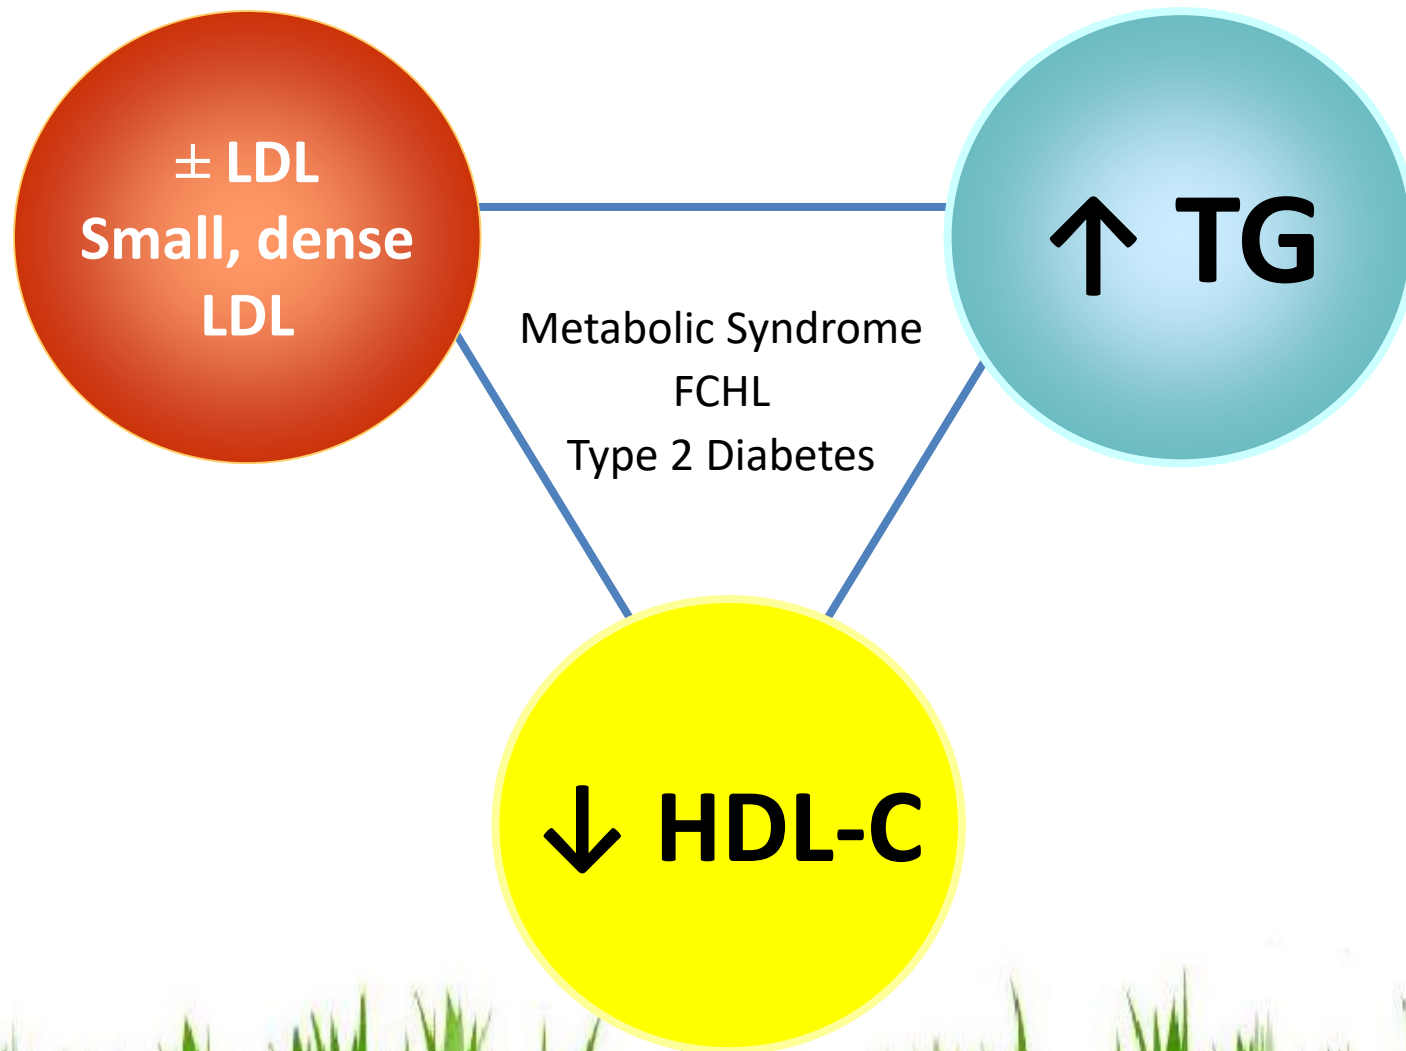 ± LDL
Small, dense
LDL
↑ TG
Metabolic Syndrome
FCHL
Type 2 Diabetes
↓ HDL-C